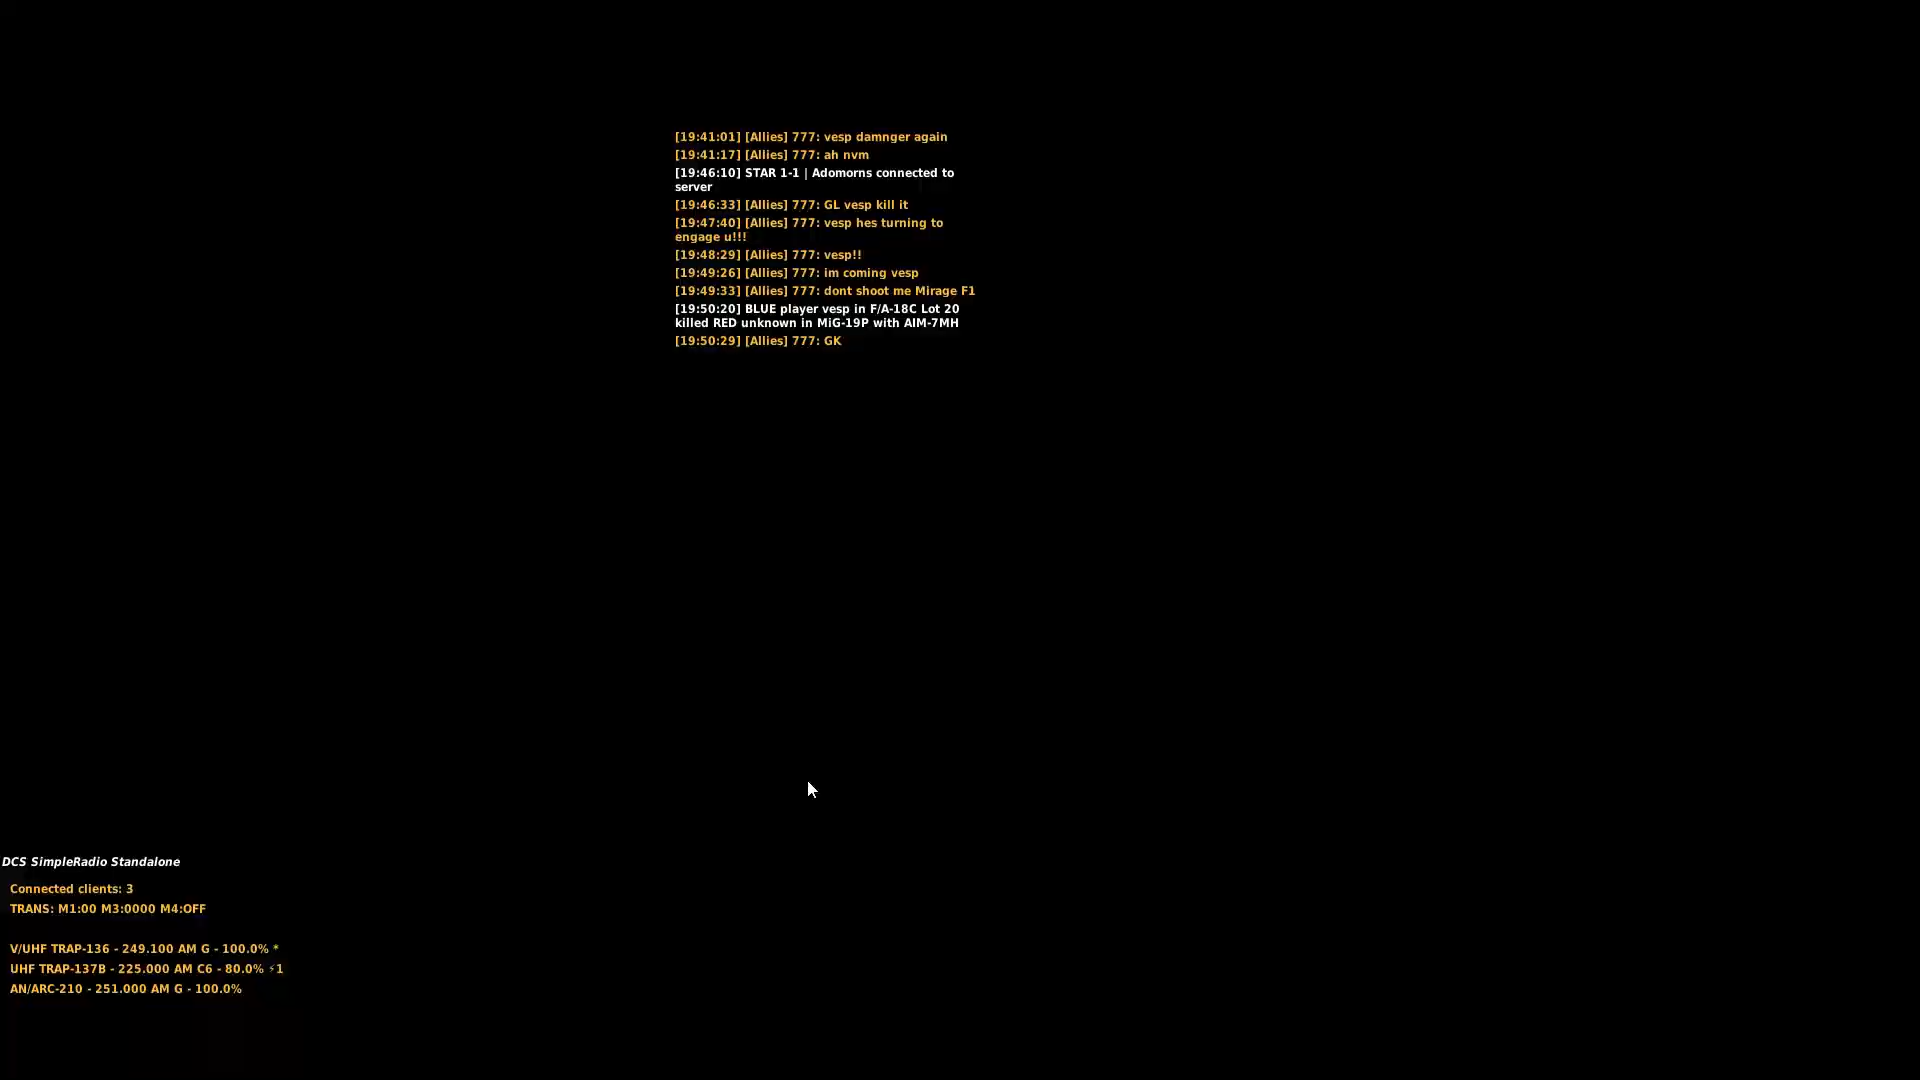 [19:41:01] [Allies] 777: vesp damnger again
[19:41:17] [Allies] 777: ah nvm
[19:46:10] STAR 1-1 | Adomorns connected to
server
[19:46:33] [Allies] 777: GL vesp kill it
[19:47:40] [Allies] 777: vesp hes turning to
engage u!!!
[19:48:29] [Allies] 777: vesp!!
[19:49:26] [Allies] 777: im coming vesp
[19:49:33] [Allies] 777: dont shoot me Mirage F1
[19:50:20] BLUE player vesp in F/A-18C Lot 20
killed RED unknown in MiG-19P with AIM-7MH
[19:50:29] [Allies] 777: GK
DCS SimpleRadio Standalone
Connected clients: 3
TRANS: M1:00 M3:0000 M4:OFF
V/UHF TRAP-136 - 249.100 AM G - 100.0% *
UHF TRAP-137B - 225.000 AM C6 - 80.0% ⚡1
AN/ARC-210 - 251.000 AM G - 100.0%